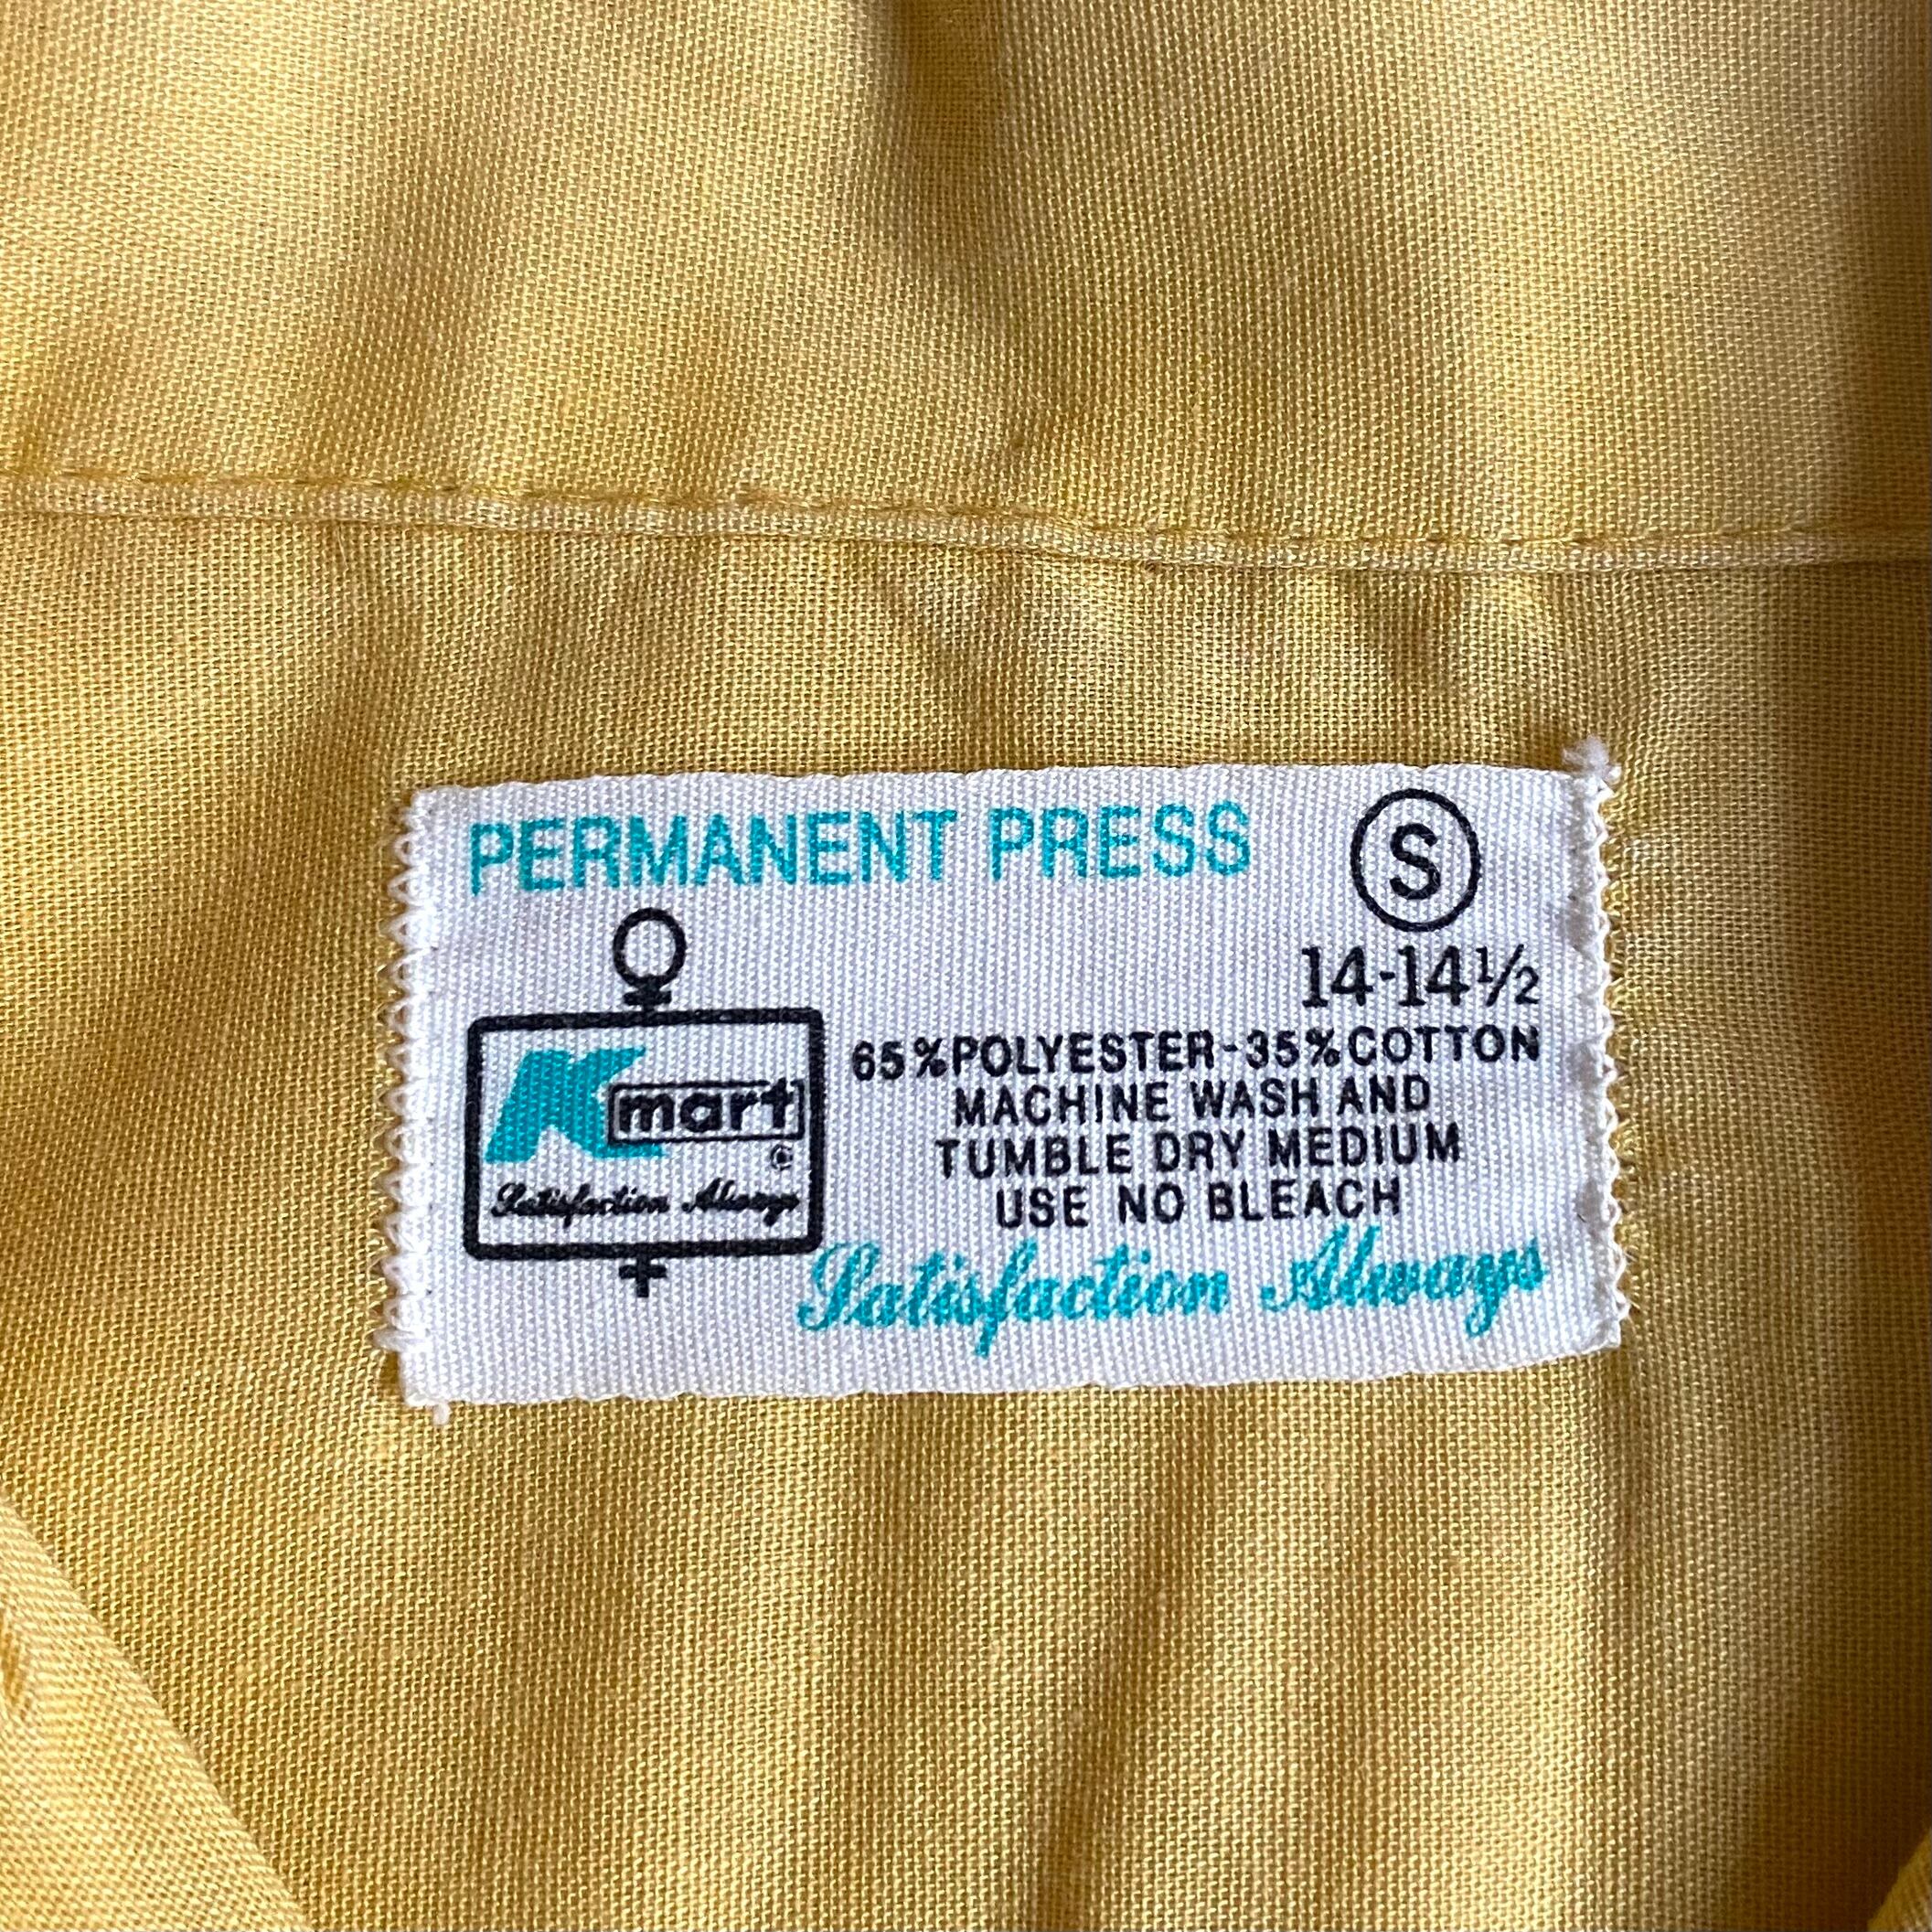 PERMANENT PRESS
S
14-14½
Kmart®
Satisfaction Always
65%POLYESTER-35%COTTON
MACHINE WASH AND
TUMBLE DRY MEDIUM
USE NO BLEACH
Satisfaction Always